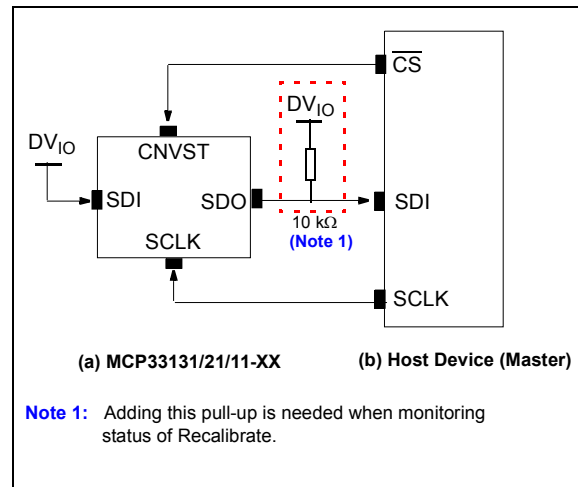 CS
DVIO
DVIO
CNVST
SDI
SDO
SDI
10 kΩ
(Note 1)
SCLK
SCLK
(a) MCP33131/21/11-XX
(b) Host Device (Master)
Note 1: Adding this pull-up is needed when monitoring
status of Recalibrate.